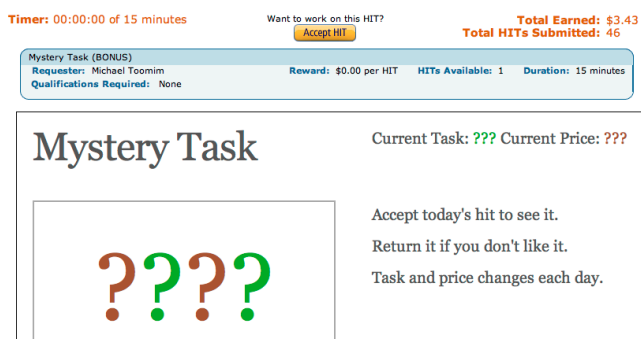 Timer: 00:00:00 of 15 minutes
Want to work on this HIT?
Accept HIT
Total Earned: $3.43
Total HITs Submitted: 46
Mystery Task (BONUS)
Requester: Michael Toomim Reward: $0.00 per HIT HITs Available: 1 Duration: 15 minutes
Qualifications Required: None
Mystery Task
Current Task: ??? Current Price: ???
????
Accept today's hit to see it.
Return it if you don't like it.
Task and price changes each day.